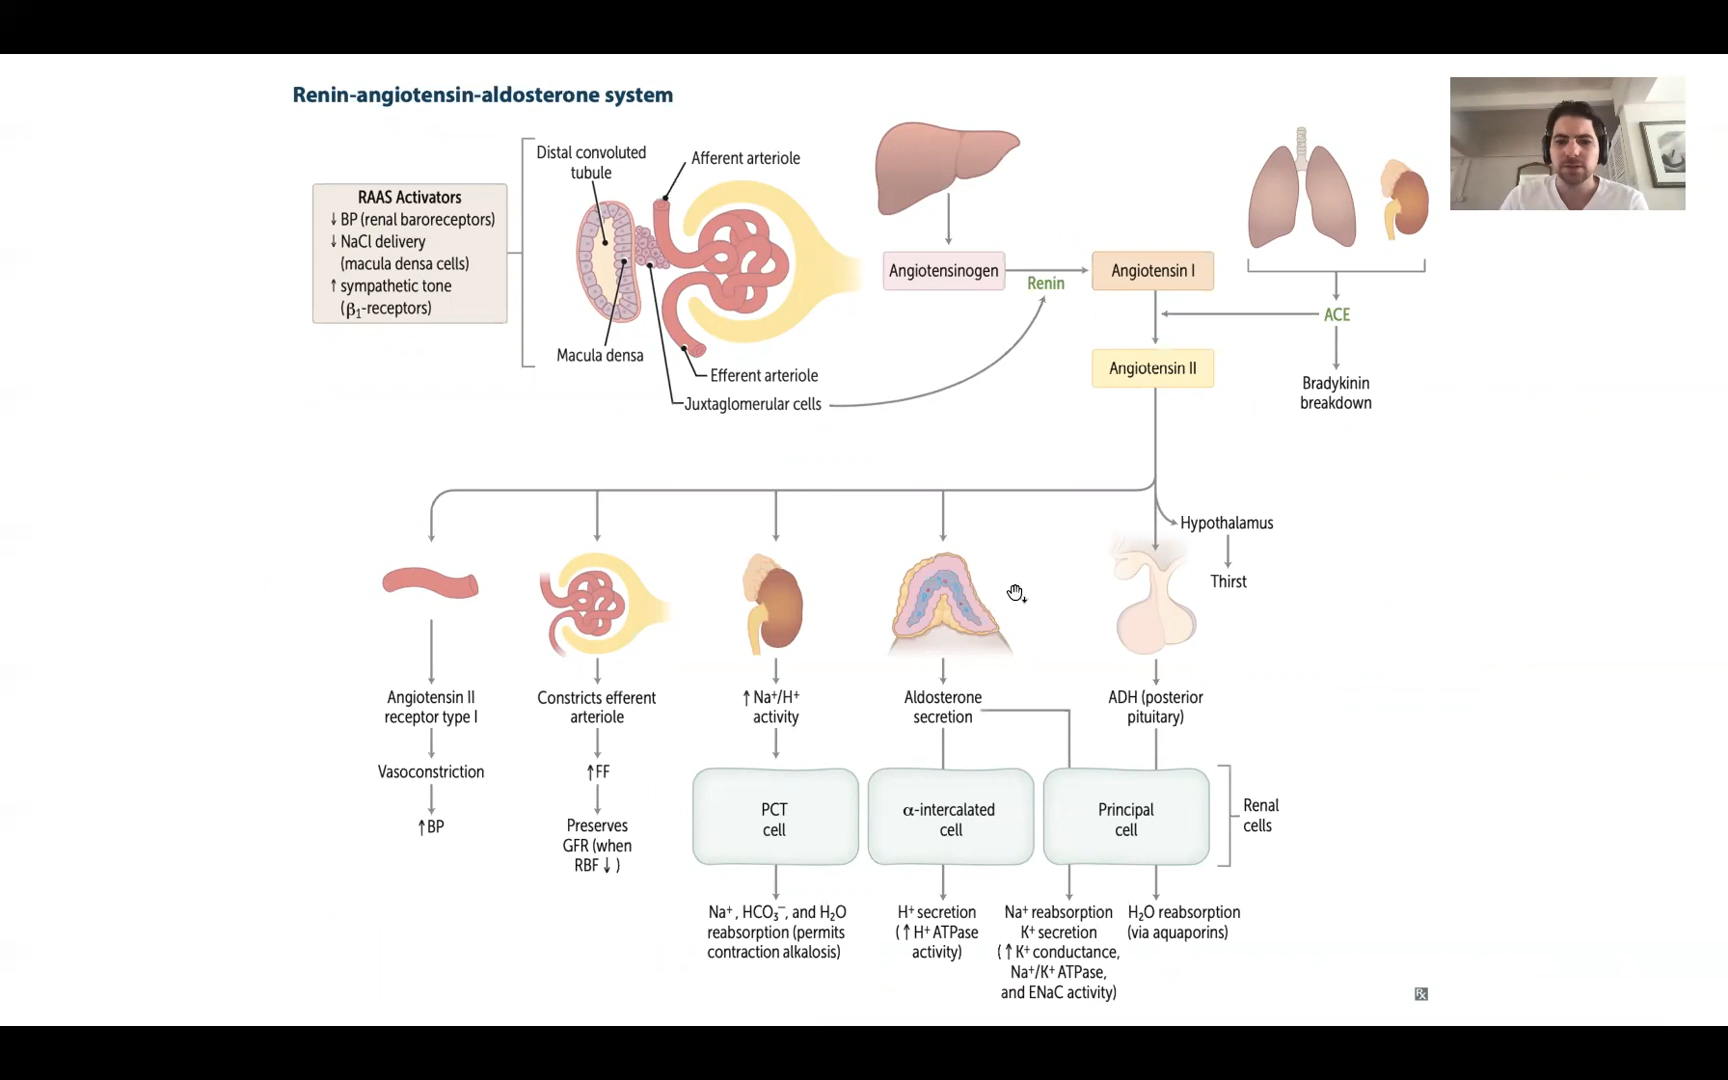 Renin-angiotensin-aldosterone system
RAAS Activators
↓ BP (renal baroreceptors)
↓ NaCl delivery
(macula densa cells)
↑ sympathetic tone
(β₁-receptors)
Distal convoluted
tubule
Afferent arteriole
Macula densa
Efferent arteriole
Juxtaglomerular cells
Angiotensinogen
Renin
Angiotensin I
ACE
Angiotensin II
Bradykinin
breakdown
Hypothalamus
Thirst
Angiotensin II
receptor type I
Vasoconstriction
↑BP
Constricts efferent
arteriole
↑FF
Preserves
GFR (when
RBF ↓ )
↑ Na⁺/H⁺
activity
PCT
cell
Na⁺, HCO₃⁻, and H₂O
reabsorption (permits
contraction alkalosis)
Aldosterone
secretion
α-intercalated
cell
H⁺ secretion
(↑ H⁺ ATPase
activity)
ADH (posterior
pituitary)
Principal
cell
Na⁺ reabsorption
K⁺ secretion
(↑ K⁺ conductance,
Na⁺/K⁺ ATPase,
and ENaC activity)
H₂O reabsorption
(via aquaporins)
Renal
cells
Rx